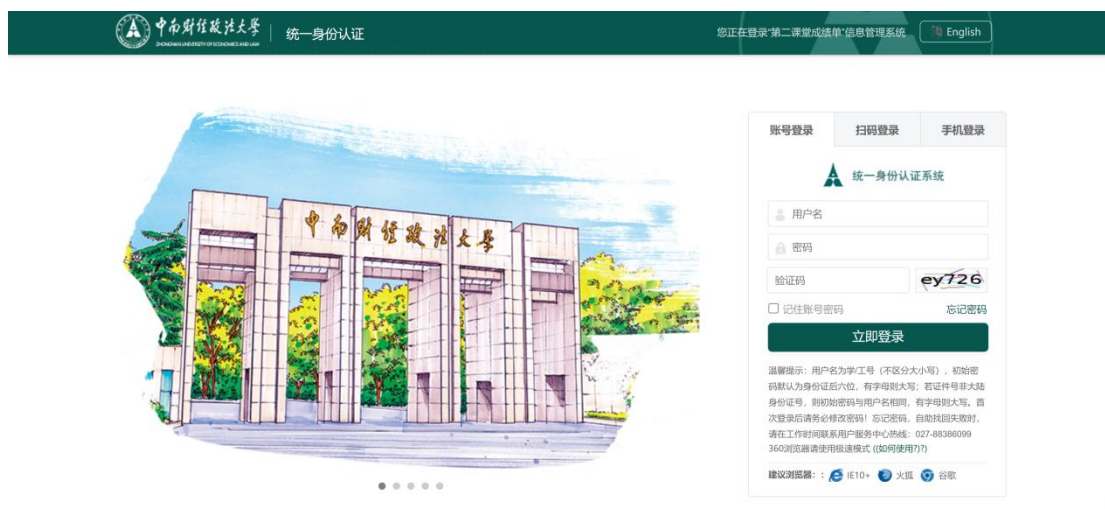 中南财经政法大学
ZHONGNAN UNIVERSITY OF ECONOMICS AND LAW
统一身份认证
您正在登录"第二课堂成绩单"信息管理系统
English
中南财经政法大学
账号登录 扫码登录 手机登录
统一身份认证系统
用户名
密码
验证码 ey726
记住账号密码 忘记密码
立即登录
温馨提示：用户名为学/工号（不区分大小写），初始密
码默认为身份证后六位，有字母则大写；若证件号非大陆
身份证号，则初始密码与用户名相同，有字母则大写。首
次登录后请务必修改密码！忘记密码，自助找回失败时，
请在工作时间联系用户服务中心热线：027-88386099
360浏览器请使用极速模式 ((如何使用?)?)
建议浏览器：: IE10+ 火狐 谷歌